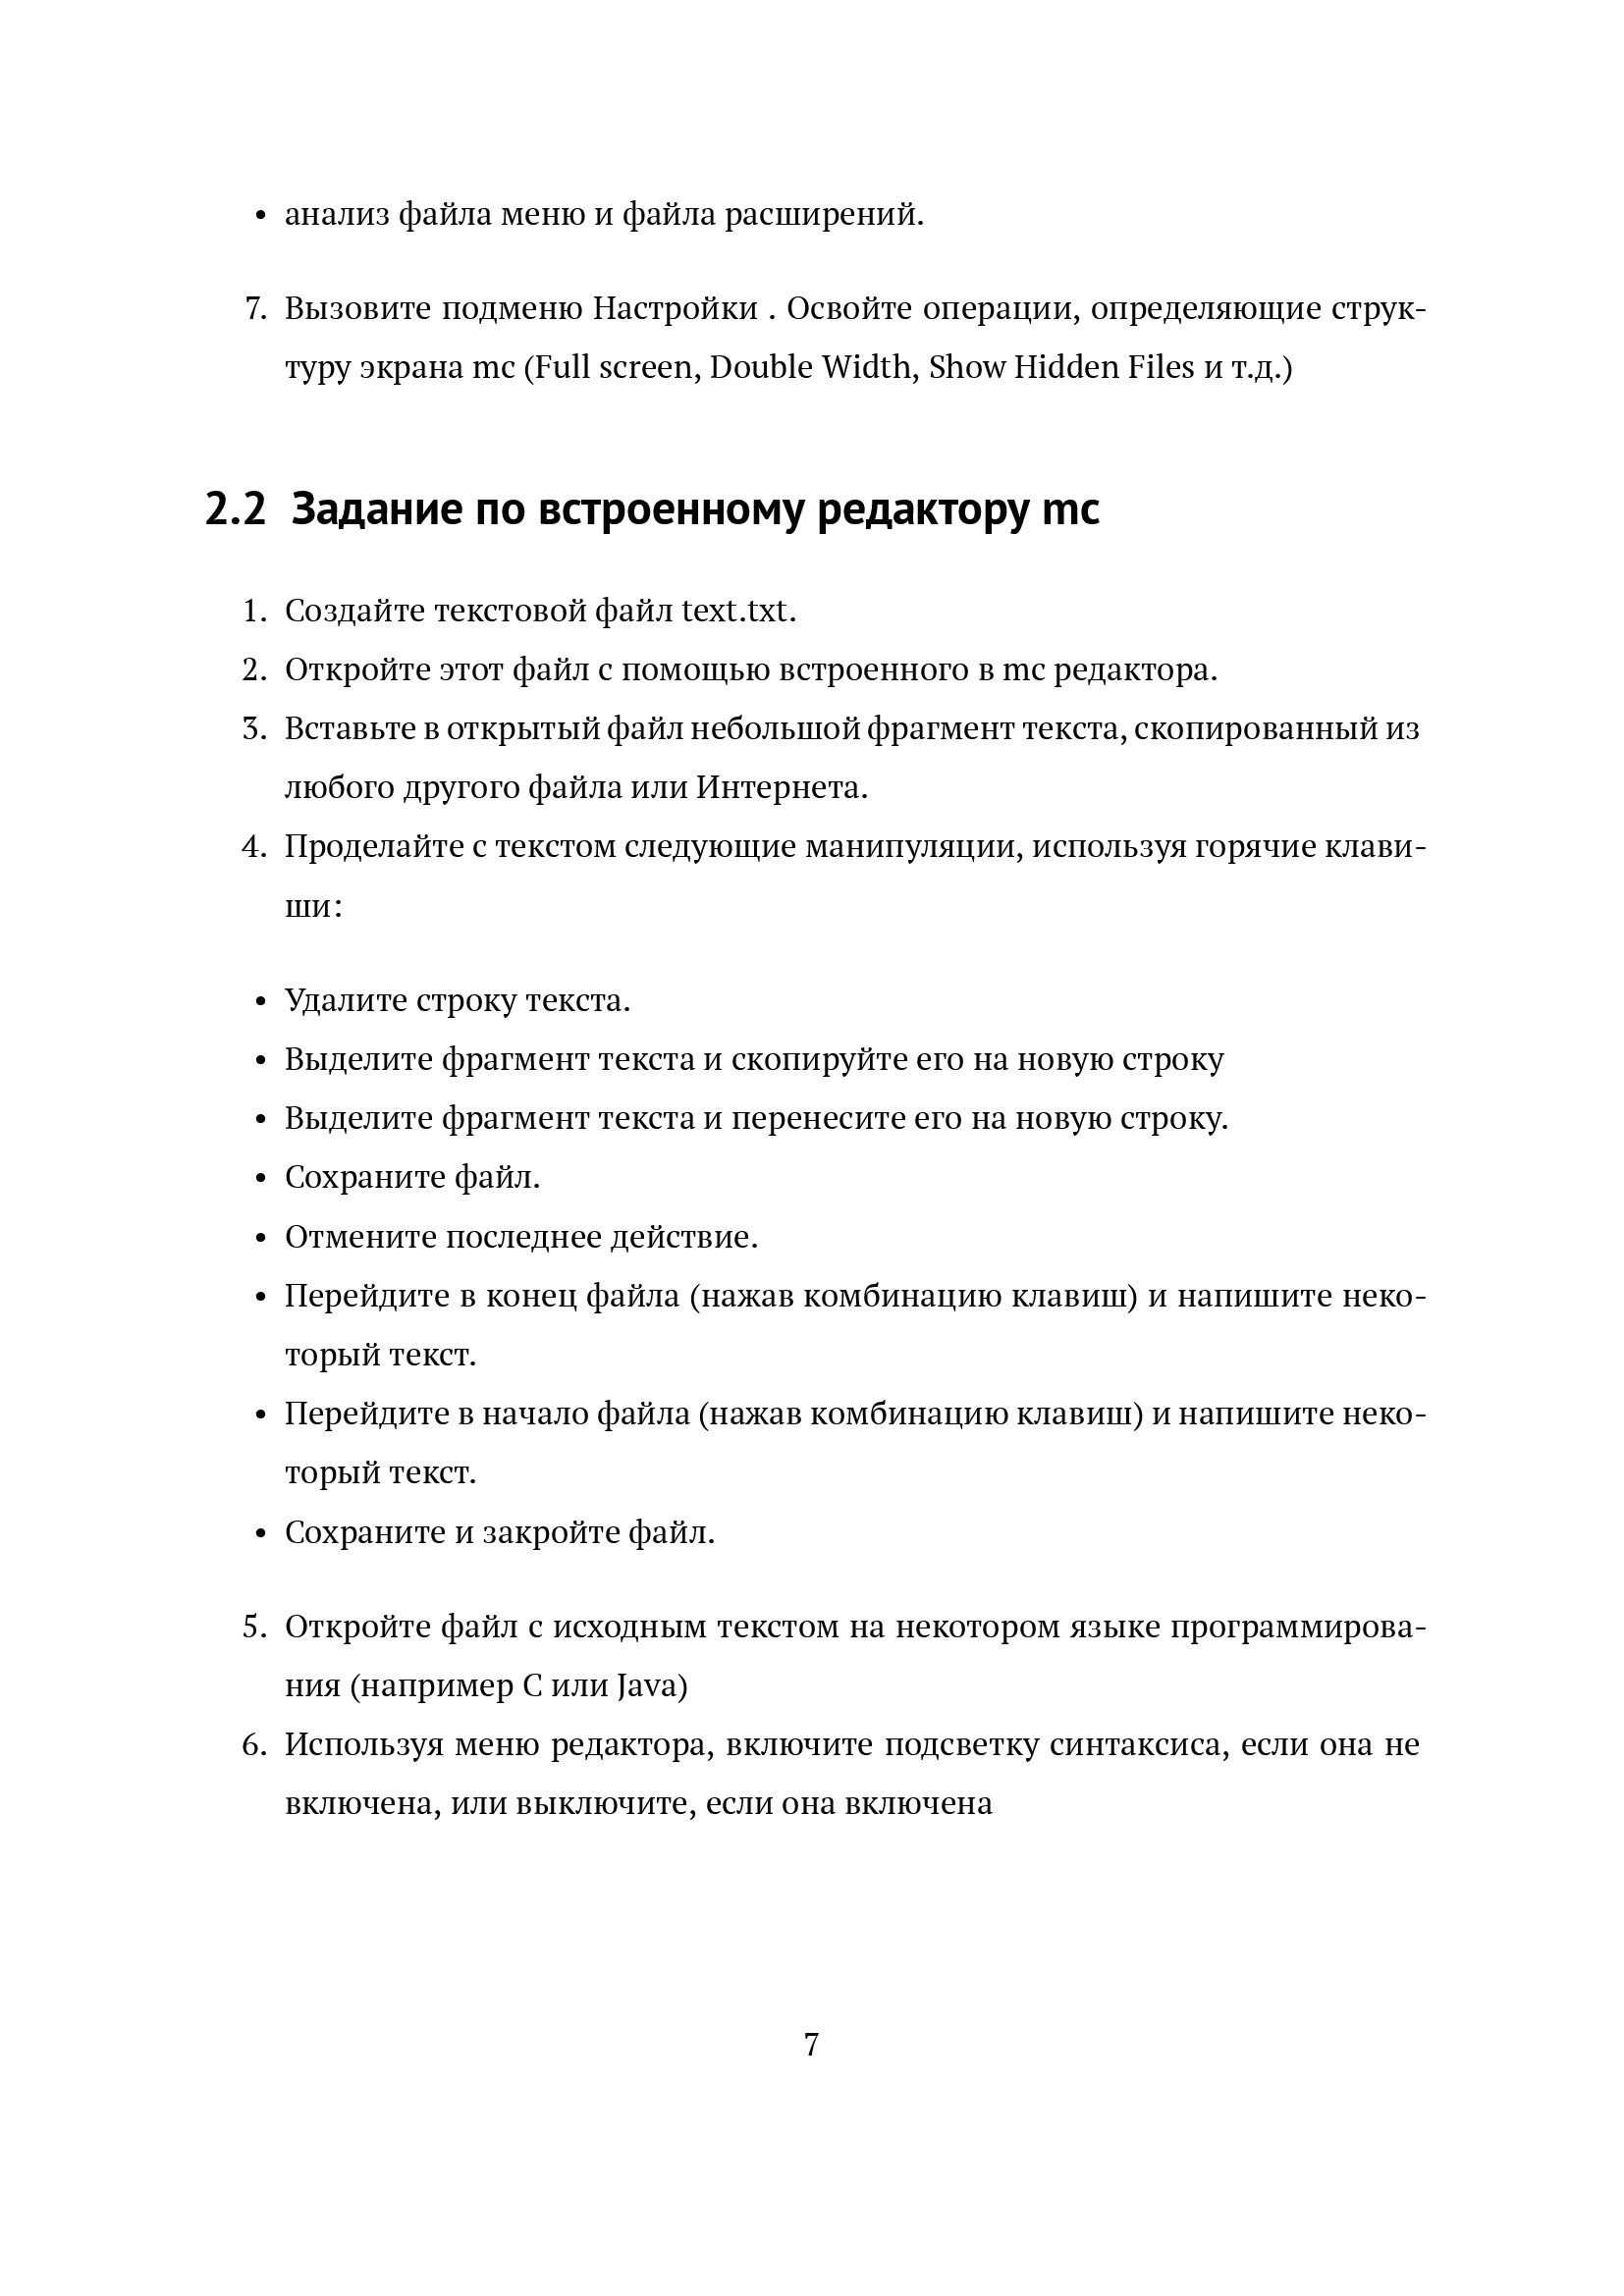 • анализ файла меню и файла расширений.
7. Вызовите подменю Настройки . Освойте операции, определяющие струк-
туру экрана mc (Full screen, Double Width, Show Hidden Files и т.д.)
2.2 Задание по встроенному редактору mc
1. Создайте текстовой файл text.txt.
2. Откройте этот файл с помощью встроенного в mc редактора.
3. Вставьте в открытый файл небольшой фрагмент текста, скопированный из
любого другого файла или Интернета.
4. Проделайте с текстом следующие манипуляции, используя горячие клави-
ши:
• Удалите строку текста.
• Выделите фрагмент текста и скопируйте его на новую строку
• Выделите фрагмент текста и перенесите его на новую строку.
• Сохраните файл.
• Отмените последнее действие.
• Перейдите в конец файла (нажав комбинацию клавиш) и напишите неко-
торый текст.
• Перейдите в начало файла (нажав комбинацию клавиш) и напишите неко-
торый текст.
• Сохраните и закройте файл.
5. Откройте файл с исходным текстом на некотором языке программирова-
ния (например C или Java)
6. Используя меню редактора, включите подсветку синтаксиса, если она не
включена, или выключите, если она включена
7